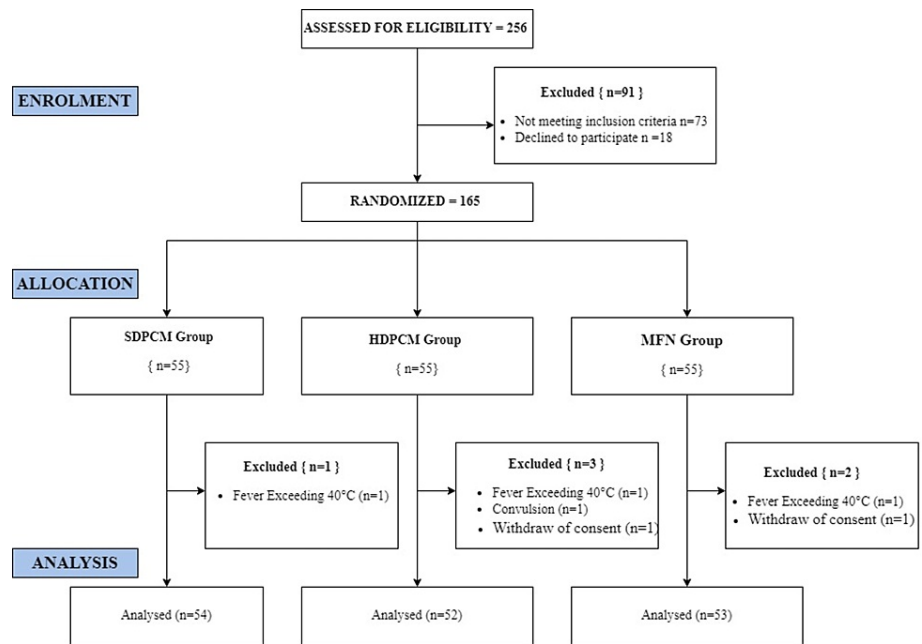 ASSESSED FOR ELIGIBILITY = 256
ENROLMENT
Excluded { n=91 }
• Not meeting inclusion criteria n=73
• Declined to participate n =18
RANDOMIZED = 165
ALLOCATION
SDPCM Group
{ n=55}
HDPCM Group
{ n=55}
MFN Group
{ n=55}
Excluded { n=1 }
• Fever Exceeding 40°C (n=1)
Excluded { n=3
• Fever Exceeding 40°C (n=1)
• Convulsion (n=1)
• Withdraw of consent (n=1)
Excluded { n=2 }
• Fever Exceeding 40°C (n=1)
• Withdraw of consent (n=1)
ANALYSIS
Analysed (n=54)
Analysed (n=52)
Analysed (n=53)